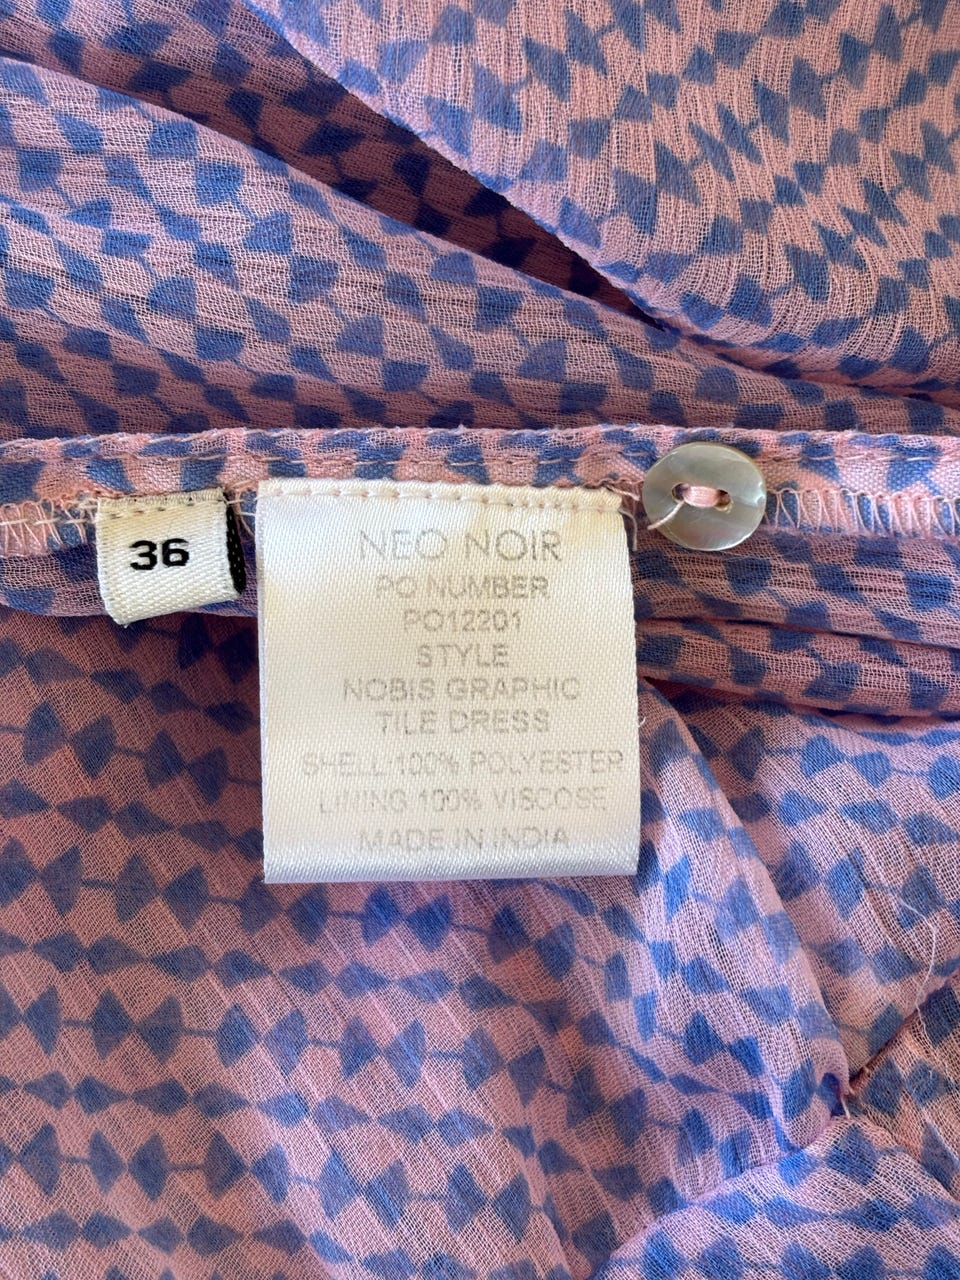 36
NEO NOIR
PO NUMBER
PO12201
STYLE
NOBIS GRAPHIC
TILE DRESS
SHELL:100% POLYESTER
LINING 100% VISCOSE
MADE IN INDIA